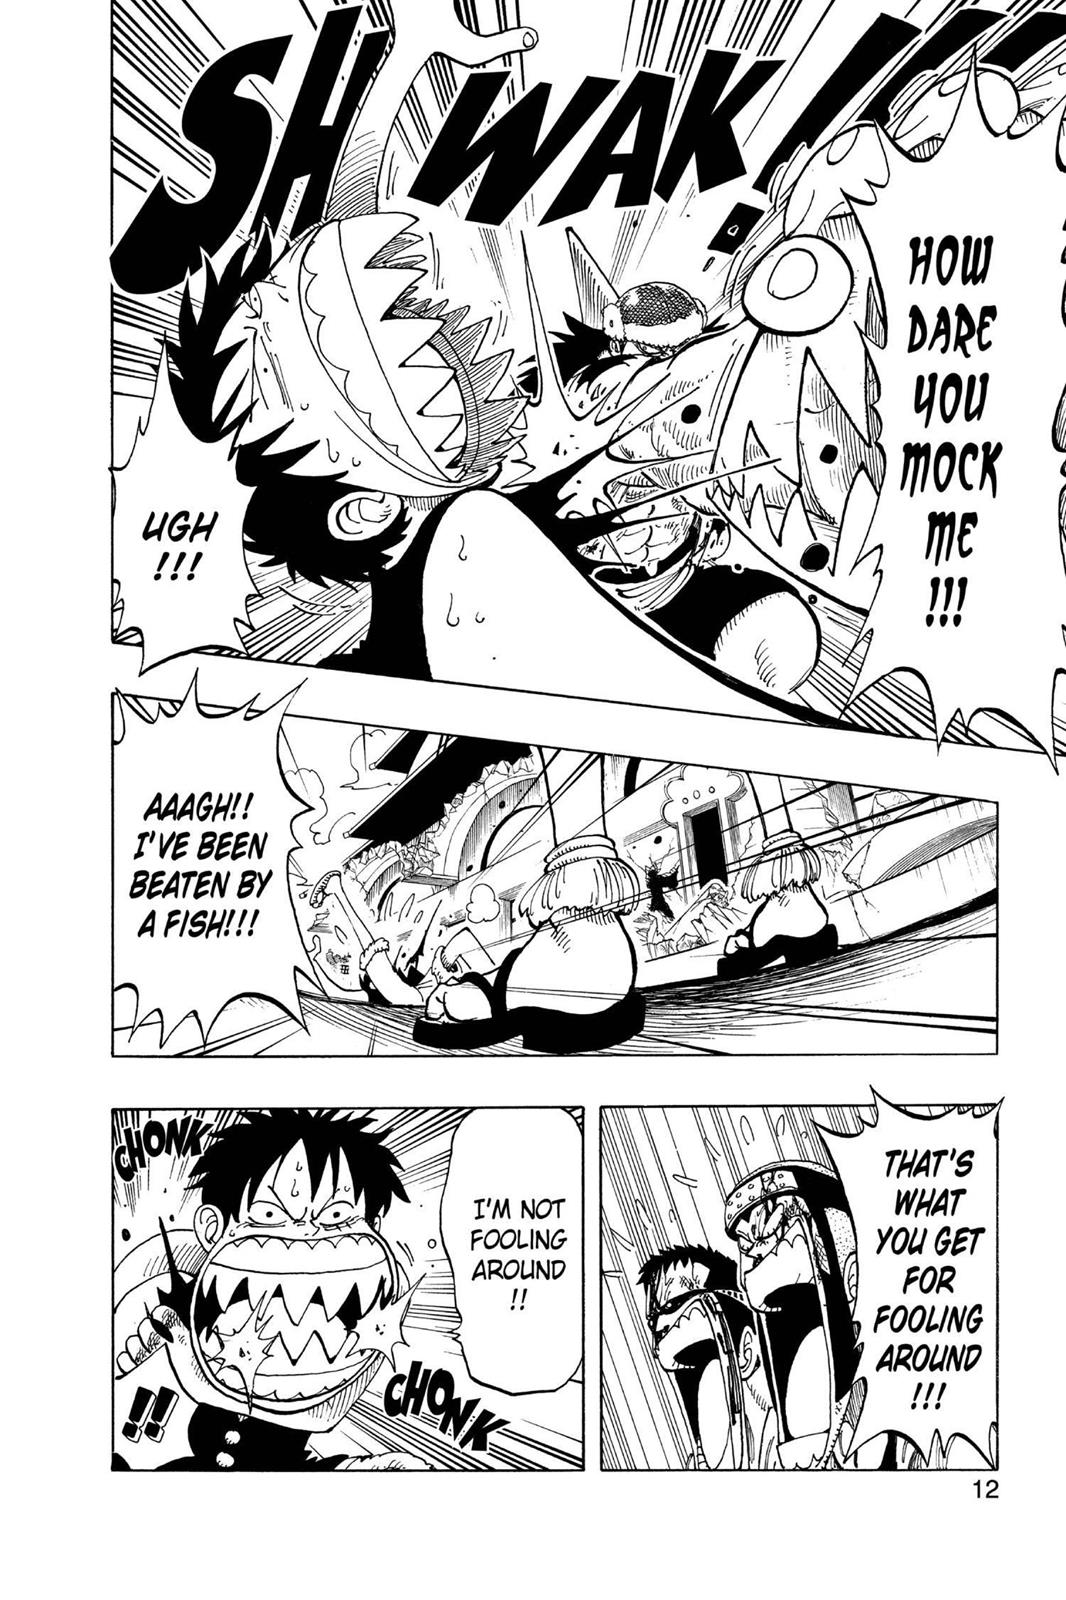 SHWAK!!!
HOW
DARE
YOU
MOCK
ME
!!!
UGH
!!!
AAAGH!!
I'VE BEEN
BEATEN BY
A FISH!!!
THAT'S
WHAT
YOU GET
FOR
FOOLING
AROUND
!!!
I'M NOT
FOOLING
AROUND
!!
CHONK
CHONK
!!
12